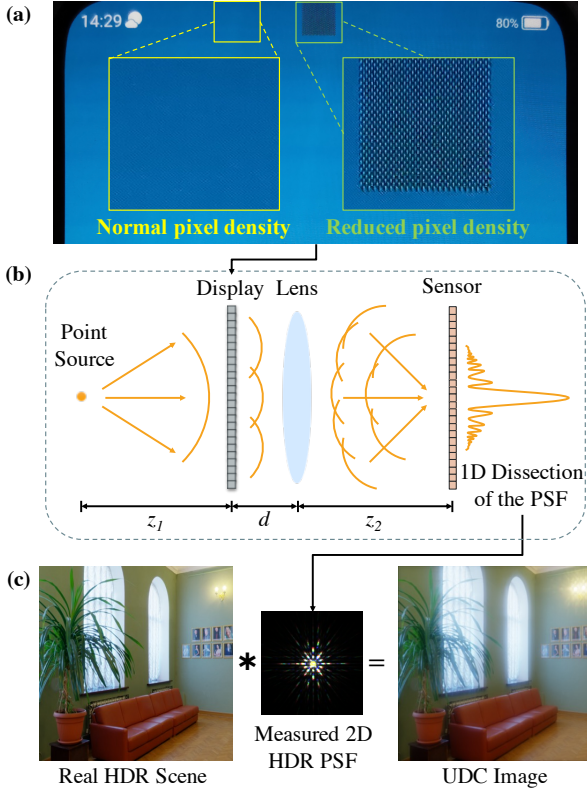 (a)
14:29
80%
Normal pixel density
Reduced pixel density
(b)
Display
Lens
Sensor
Point
Source
1D Dissection
of the PSF
z1
d
z2
(c)
*
=
Real HDR Scene
Measured 2D
HDR PSF
UDC Image